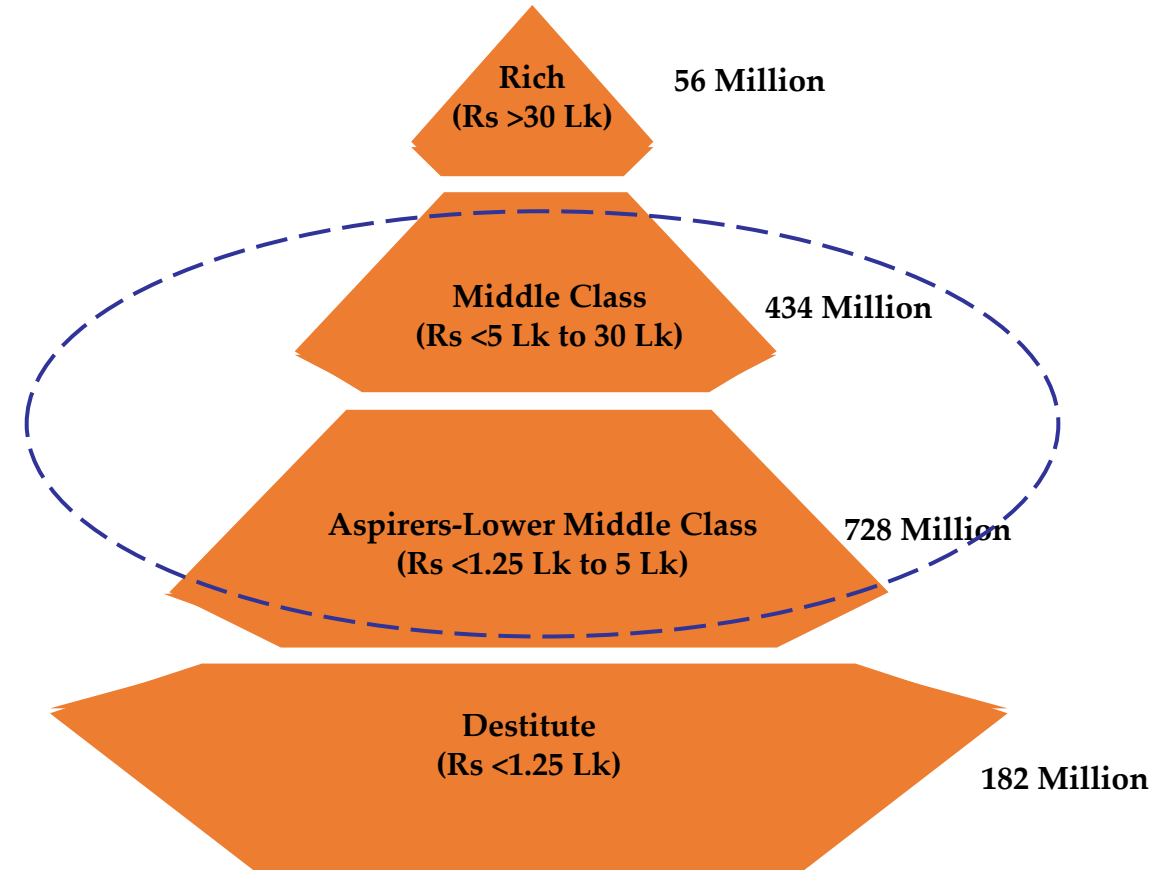 Rich
(Rs >30 Lk)
56 Million
Middle Class
(Rs <5 Lk to 30 Lk)
434 Million
Aspirers-Lower Middle Class
(Rs <1.25 Lk to 5 Lk)
728 Million
Destitute
(Rs <1.25 Lk)
182 Million